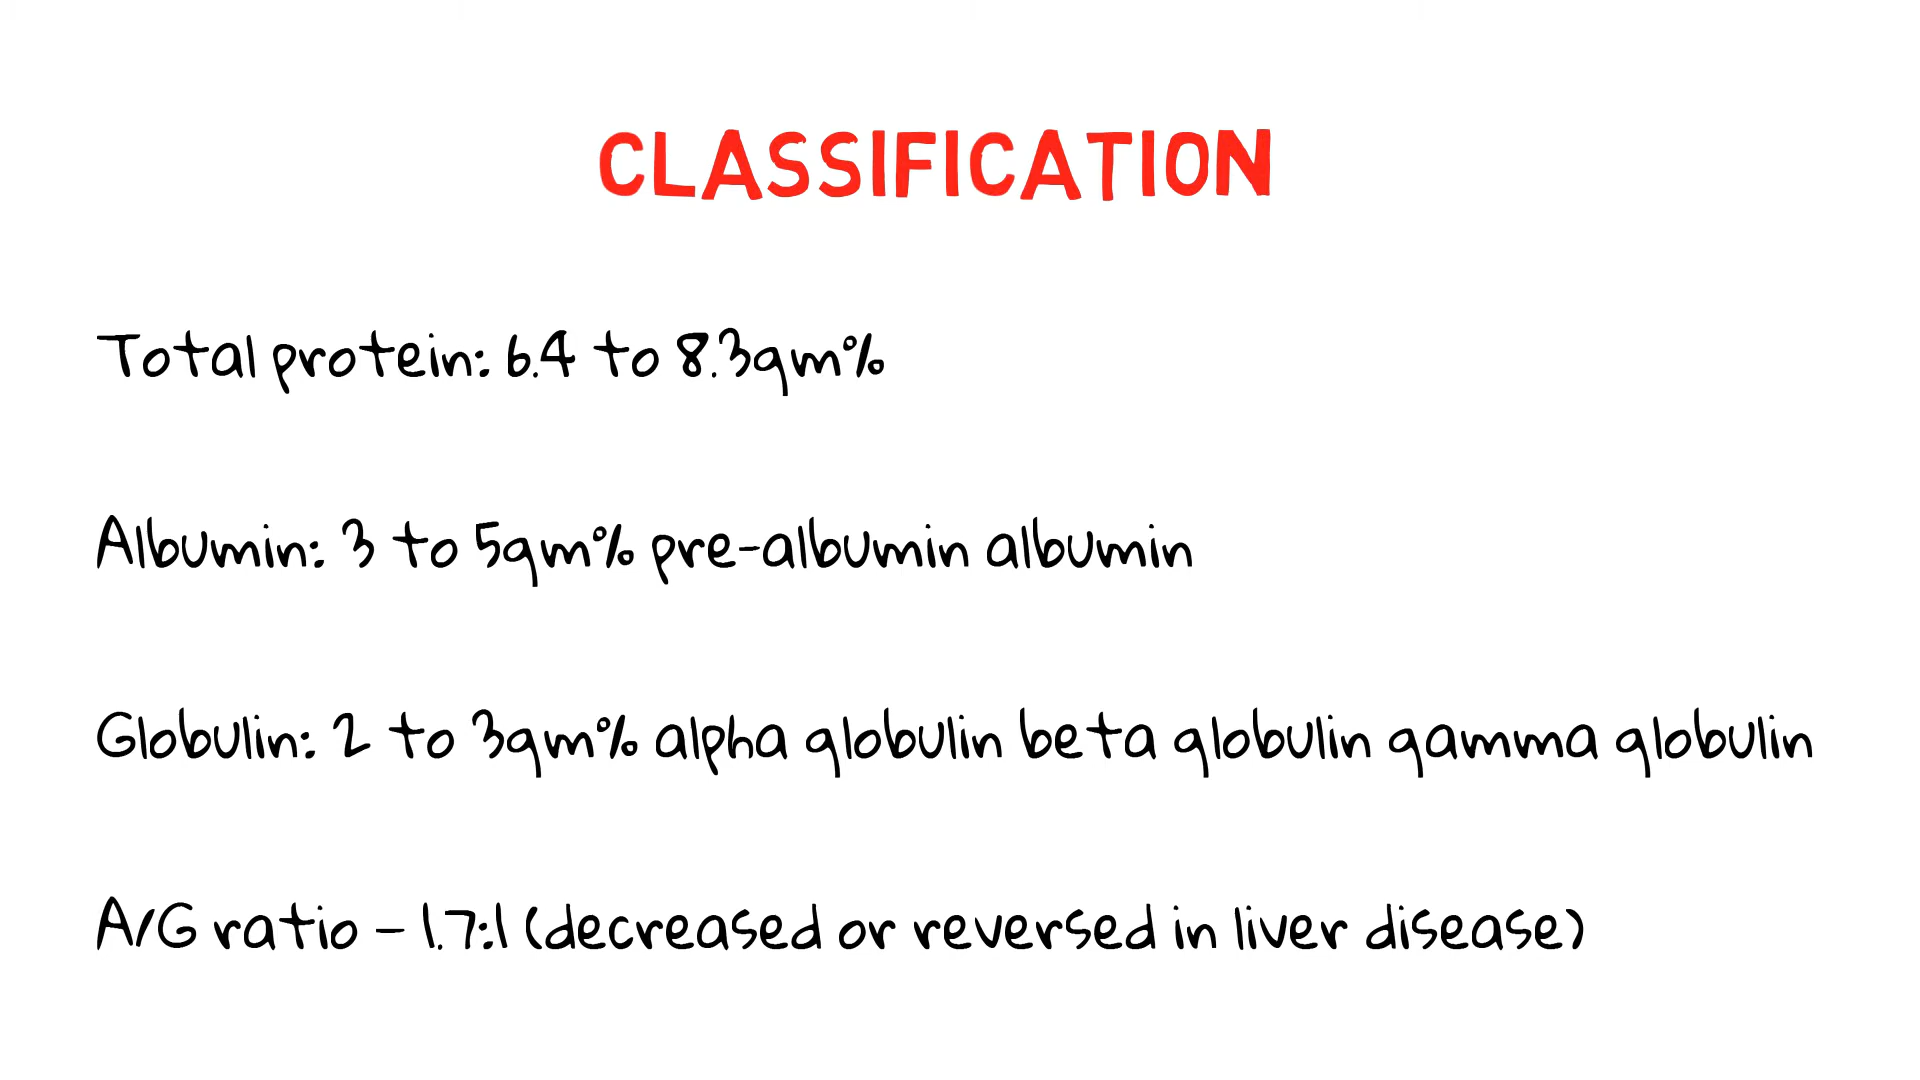 CLASSIFICATION
Total protein: 6.4 to 8.3gm%
Albumin: 3 to 5gm% pre-albumin albumin
Globulin: 2 to 3gm% alpha globulin beta globulin gamma globulin
A/G ratio – 1.7:1 (decreased or reversed in liver disease)